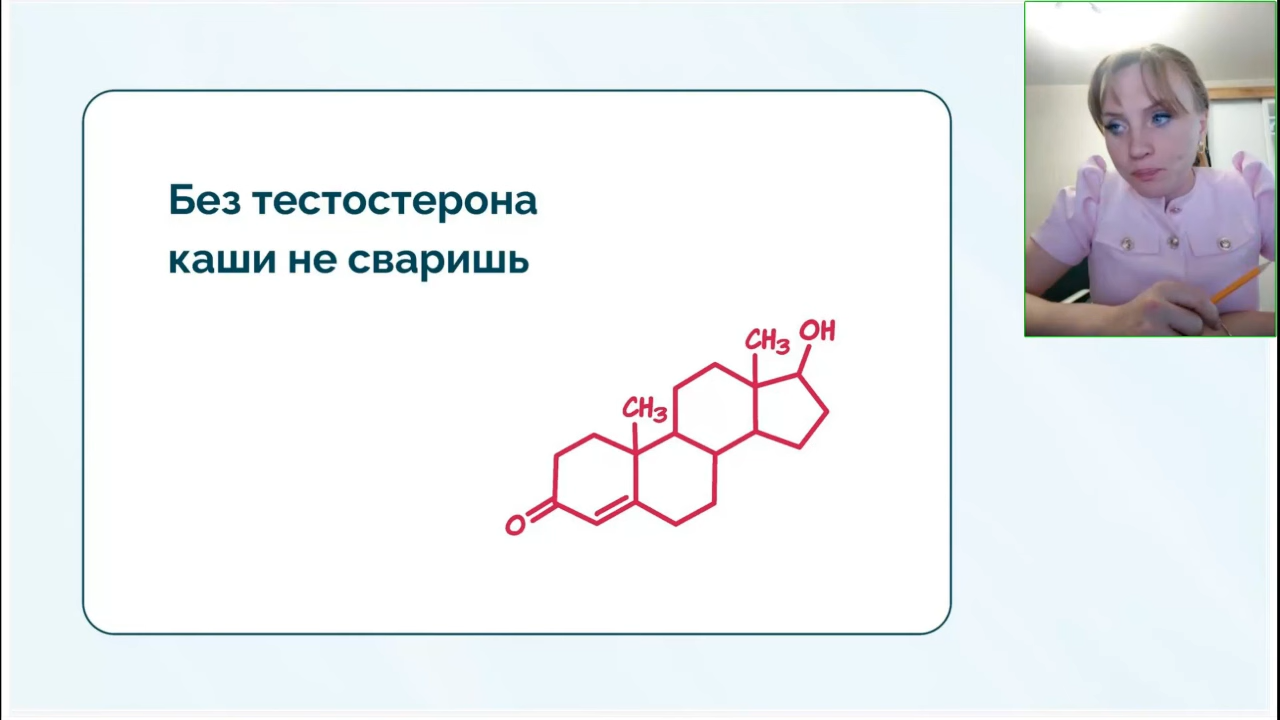 Без тестостерона
каши не сваришь
CH3
OH
CH3
O